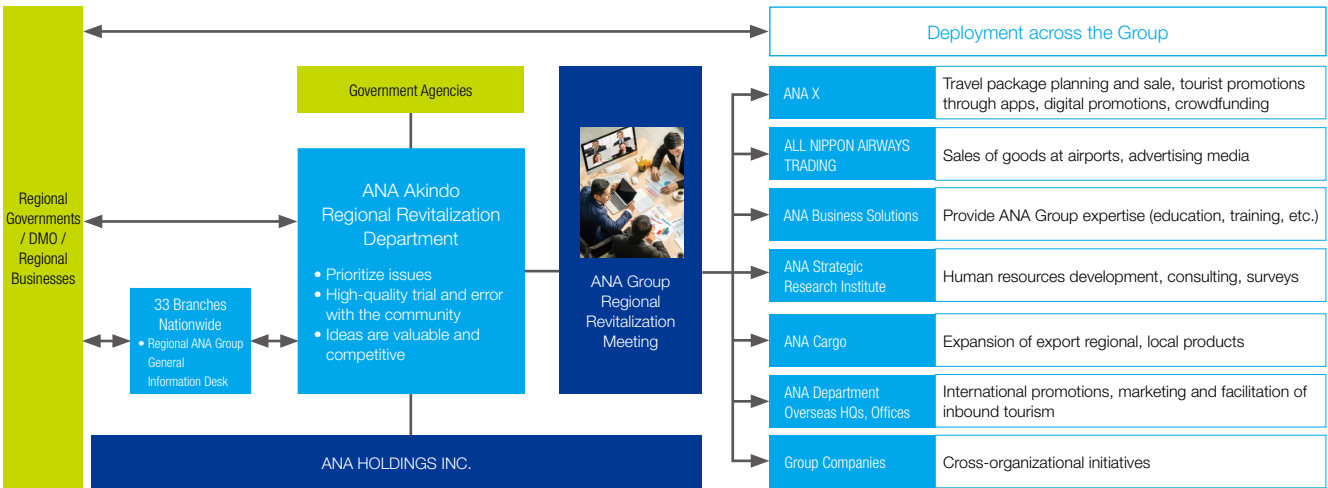 Regional
Governments
/ DMO /
Regional
Businesses
Government Agencies
ANA Akindo
Regional Revitalization
Department
• Prioritize issues
• High-quality trial and error
with the community
• Ideas are valuable and
competitive
33 Branches
Nationwide
• Regional ANA Group
General
Information Desk
ANA HOLDINGS INC.
ANA Group
Regional
Revitalization
Meeting
Deployment across the Group
ANA X
Travel package planning and sale, tourist promotions
through apps, digital promotions, crowdfunding
ALL NIPPON AIRWAYS
TRADING
Sales of goods at airports, advertising media
ANA Business Solutions
Provide ANA Group expertise (education, training, etc.)
ANA Strategic
Research Institute
Human resources development, consulting, surveys
ANA Cargo
Expansion of export regional, local products
ANA Department
Overseas HQs, Offices
International promotions, marketing and facilitation of
inbound tourism
Group Companies
Cross-organizational initiatives